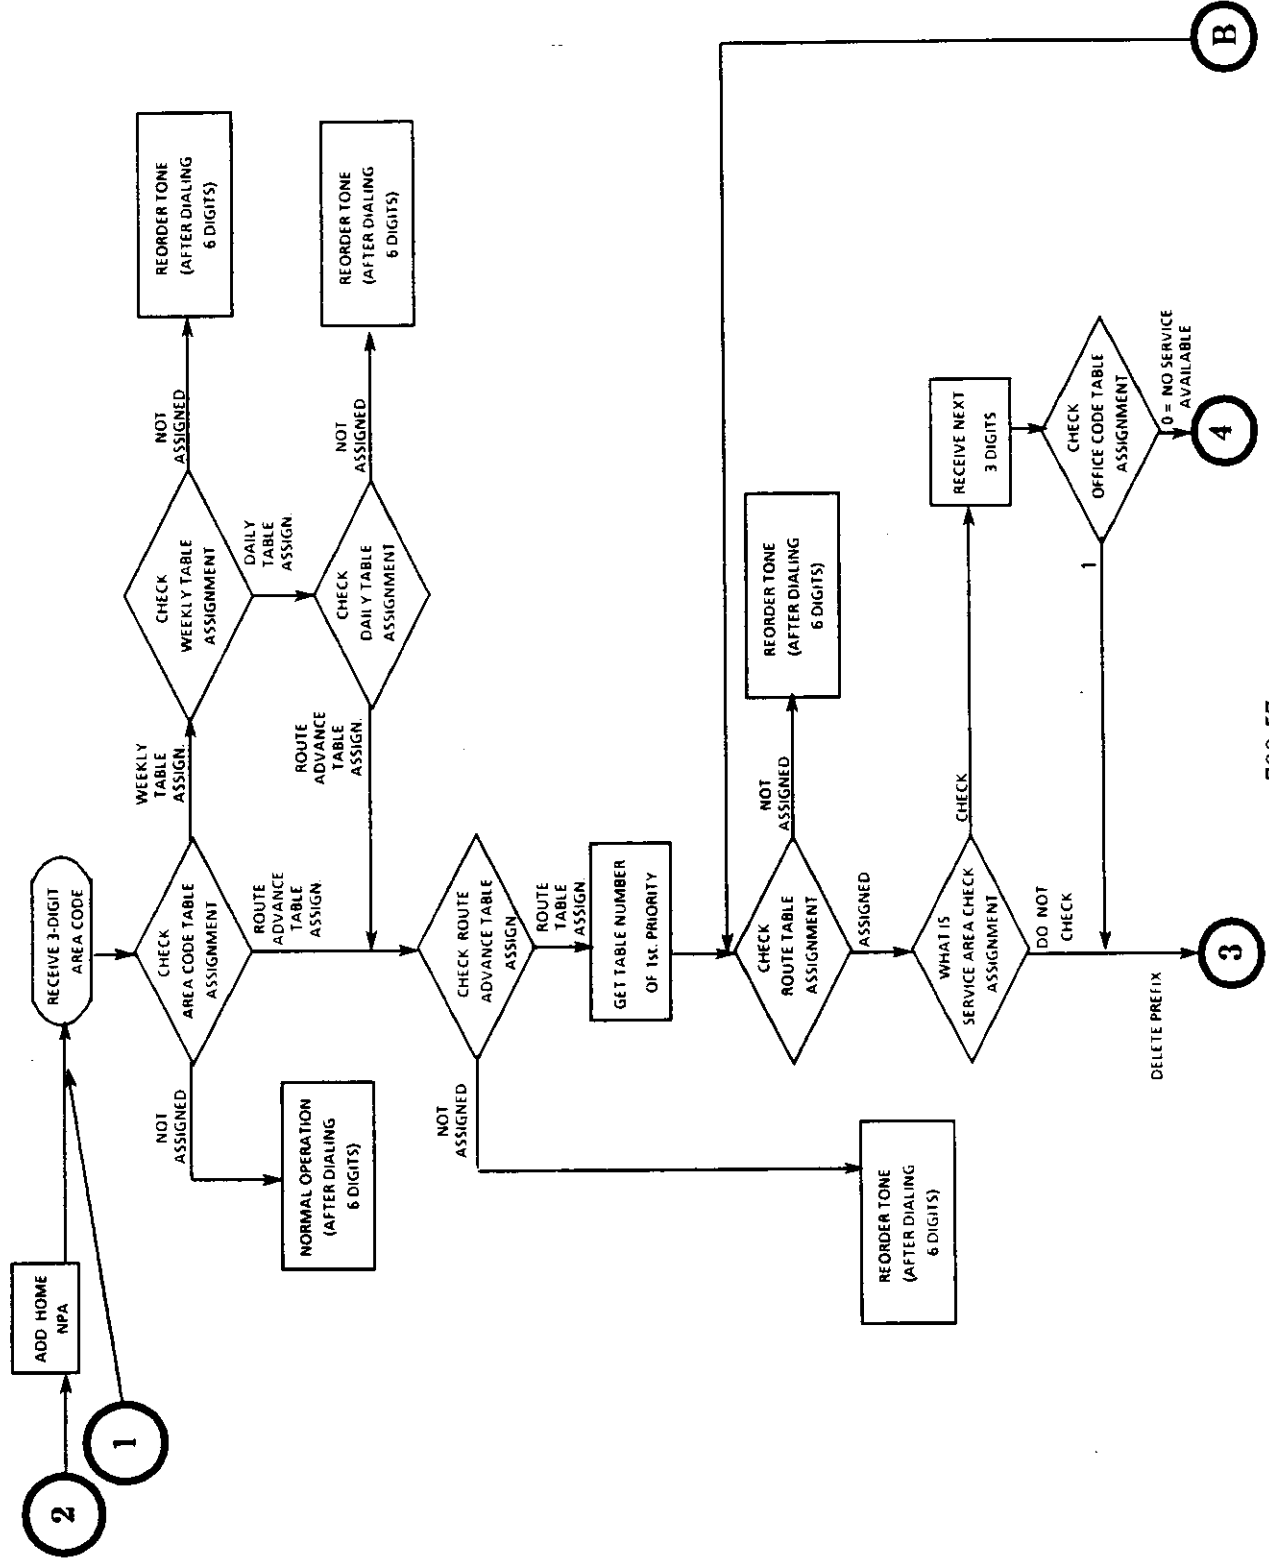 2
1
ADD HOME
NPA
RECEIVE 3-DIGIT
AREA CODE
CHECK
AREA CODE TABLE
ASSIGNMENT
NOT
ASSIGNED
NORMAL OPERATION
(AFTER DIALING
6 DIGITS)
WEEKLY
TABLE
ASSIGN.
CHECK
WEEKLY TABLE
ASSIGNMENT
NOT
ASSIGNED
REORDER TONE
(AFTER DIALING
6 DIGITS)
DAILY
TABLE
ASSIGN.
CHECK
DAILY TABLE
ASSIGNMENT
NOT
ASSIGNED
REORDER TONE
(AFTER DIALING
6 DIGITS)
ROUTE
ADVANCE
TABLE
ASSIGN.
ROUTE
ADVANCE
TABLE
ASSIGN.
CHECK ROUTE
ADVANCE TABLE
ASSIGN
NOT
ASSIGNED
REORDER TONE
(AFTER DIALING
6 DIGITS)
ROUTE
TABLE
ASSIGN.
GET TABLE NUMBER
OF 1st. PRIORITY
B
CHECK
ROUTE TABLE
ASSIGNMENT
NOT
ASSIGNED
REORDER TONE
(AFTER DIALING
6 DIGITS)
ASSIGNED
WHAT IS
SERVICE AREA CHECK
ASSIGNMENT
CHECK
RECEIVE NEXT
3 DIGITS
CHECK
OFFICE CODE TABLE
ASSIGNMENT
0 = NO SERVICE
AVAILABLE
4
1
DO NOT
CHECK
DELETE PREFIX
3